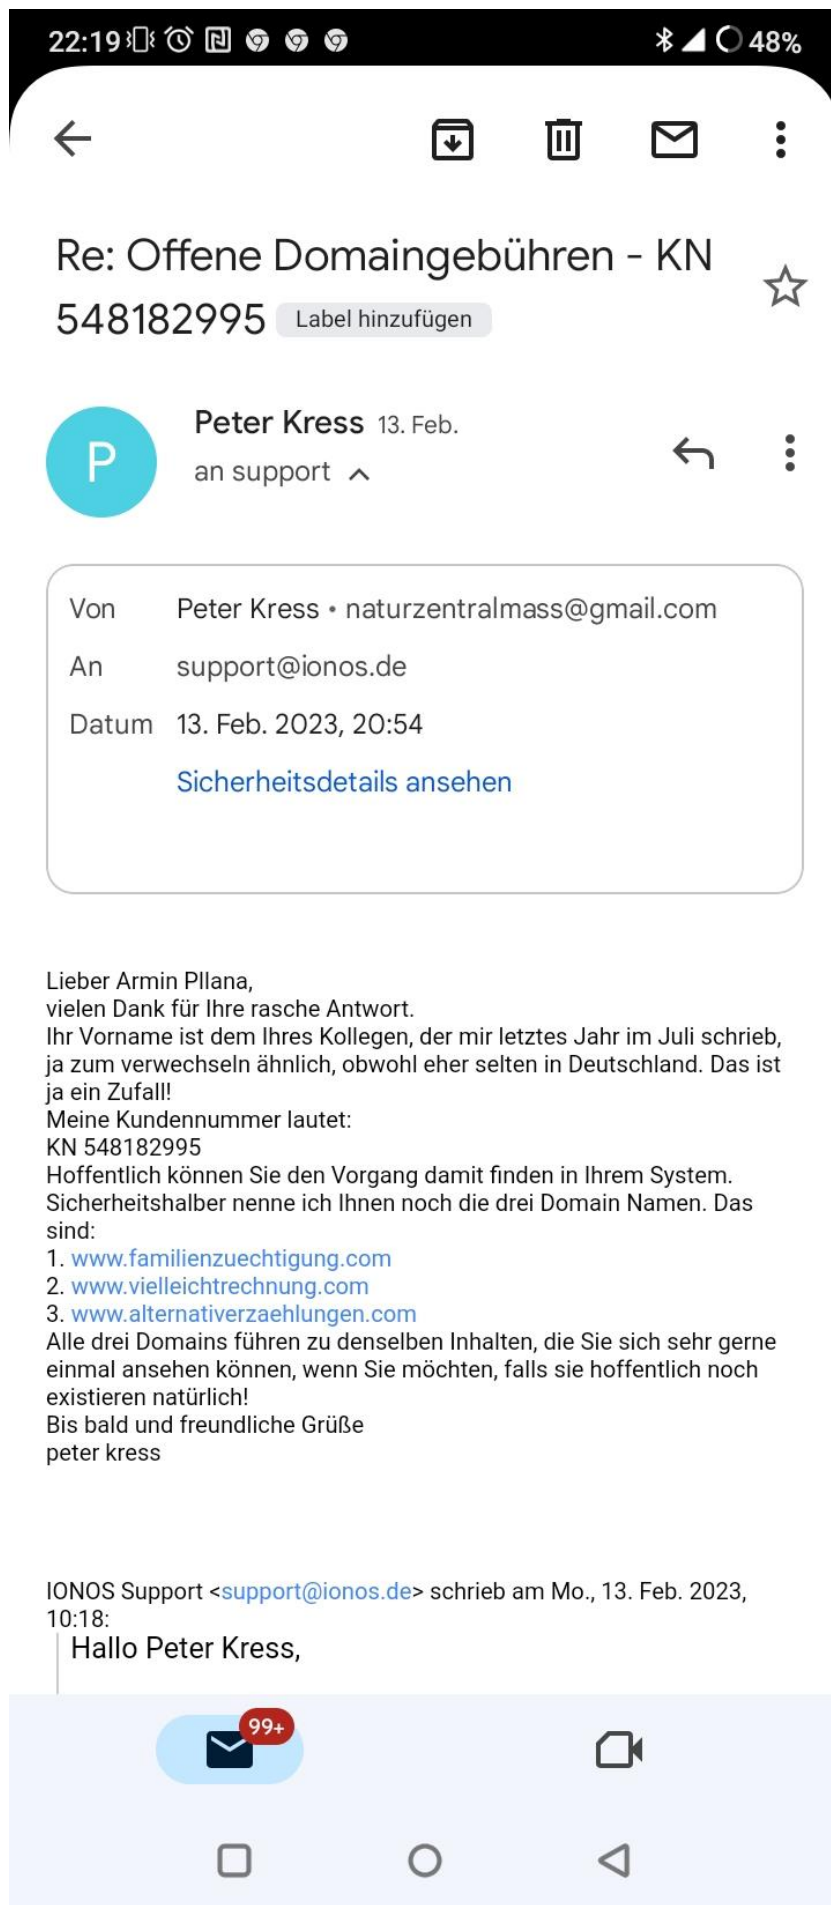 22:19 48%
Re: Offene Domaingebühren - KN
548182995 Label hinzufügen
P
Peter Kress 13. Feb.
an support
Von Peter Kress • naturzentralmass@gmail.com
An support@ionos.de
Datum 13. Feb. 2023, 20:54
Sicherheitsdetails ansehen
Lieber Armin Pllana,
vielen Dank für Ihre rasche Antwort.
Ihr Vorname ist dem Ihres Kollegen, der mir letztes Jahr im Juli schrieb,
ja zum verwechseln ähnlich, obwohl eher selten in Deutschland. Das ist
ja ein Zufall!
Meine Kundennummer lautet:
KN 548182995
Hoffentlich können Sie den Vorgang damit finden in Ihrem System.
Sicherheitshalber nenne ich Ihnen noch die drei Domain Namen. Das
sind:
1. www.familienzuechtigung.com
2. www.vielleichtrechnung.com
3. www.alternativerzaehlungen.com
Alle drei Domains führen zu denselben Inhalten, die Sie sich sehr gerne
einmal ansehen können, wenn Sie möchten, falls sie hoffentlich noch
existieren natürlich!
Bis bald und freundliche Grüße
peter kress
IONOS Support <support@ionos.de> schrieb am Mo., 13. Feb. 2023,
10:18:
Hallo Peter Kress,
99+